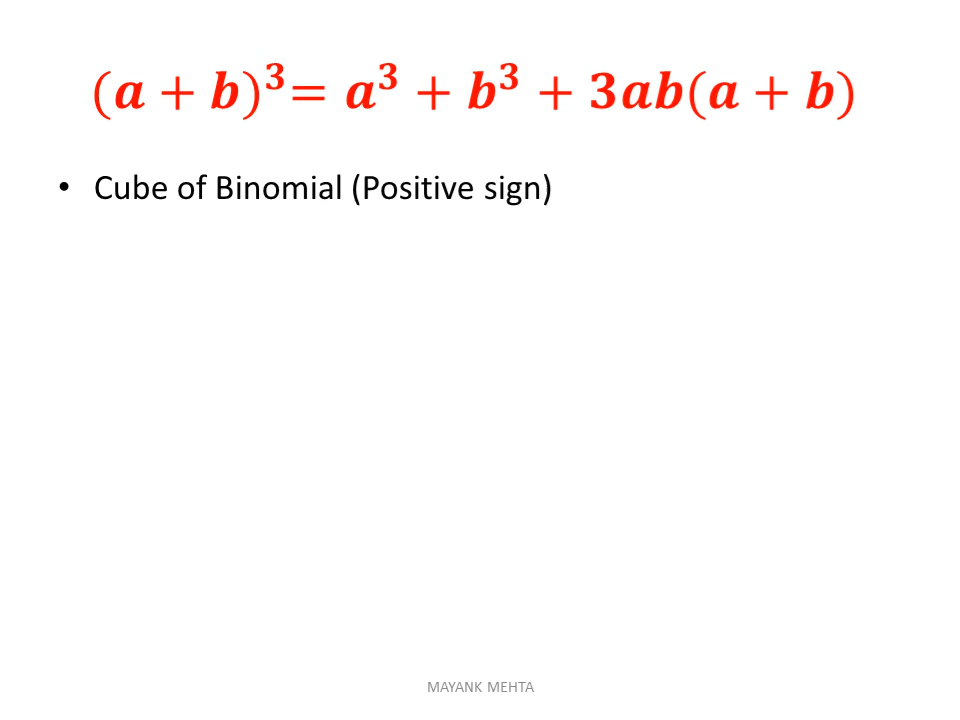 (a + b)³= a³ + b³ + 3ab(a + b)
• Cube of Binomial (Positive sign)
MAYANK MEHTA